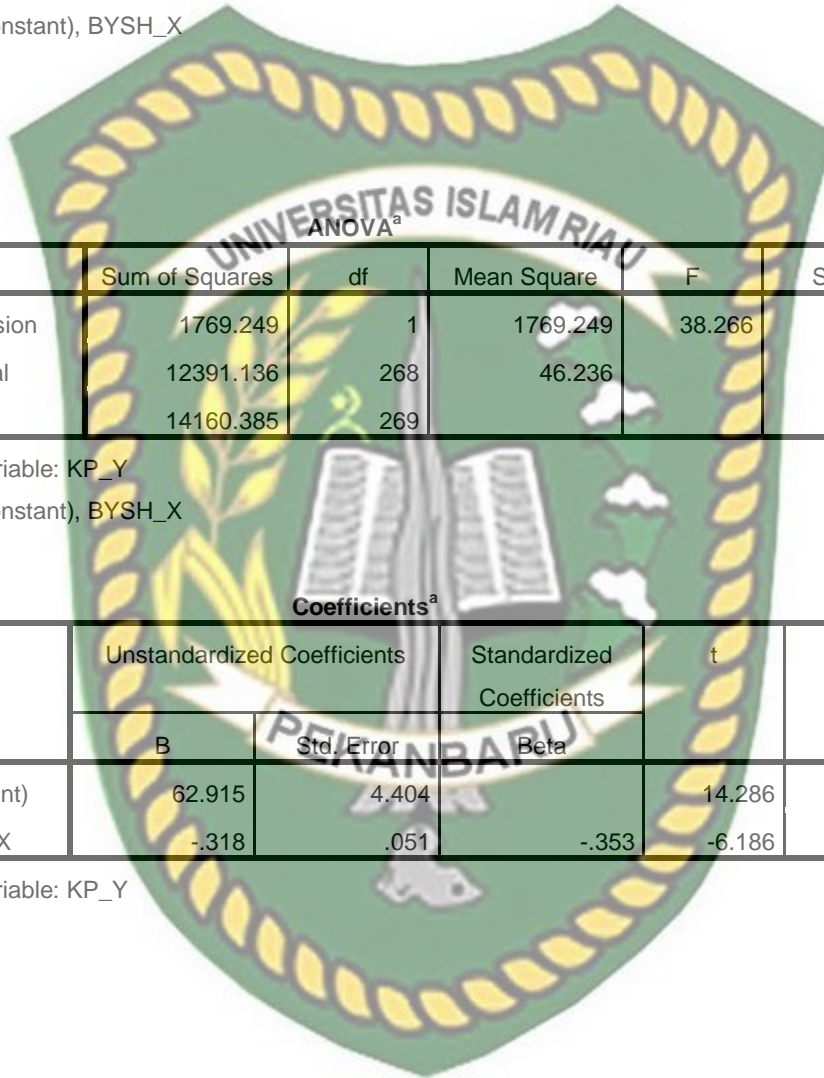 onstant), BYSH_X
UNIVERSITAS ISLAM RIAU
ANOVAa
Sum of Squares df Mean Square F S
sion 1769.249 1 1769.249 38.266
al 12391.136 268 46.236
14160.385 269
riable: KP_Y
onstant), BYSH_X
Coefficientsa
Unstandardized Coefficients Standardized t
Coefficients
B Std. Error Beta
nt) 62.915 4.404 14.286
X -.318 .051 -.353 -6.186
PEKANBARU
riable: KP_Y